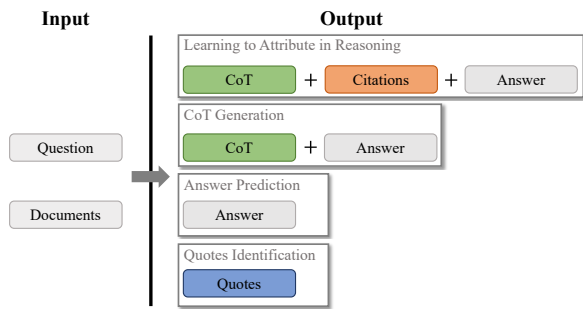 Input
Output
Learning to Attribute in Reasoning
CoT + Citations + Answer
CoT Generation
CoT + Answer
Question
Answer Prediction
Documents
Answer
Quotes Identification
Quotes